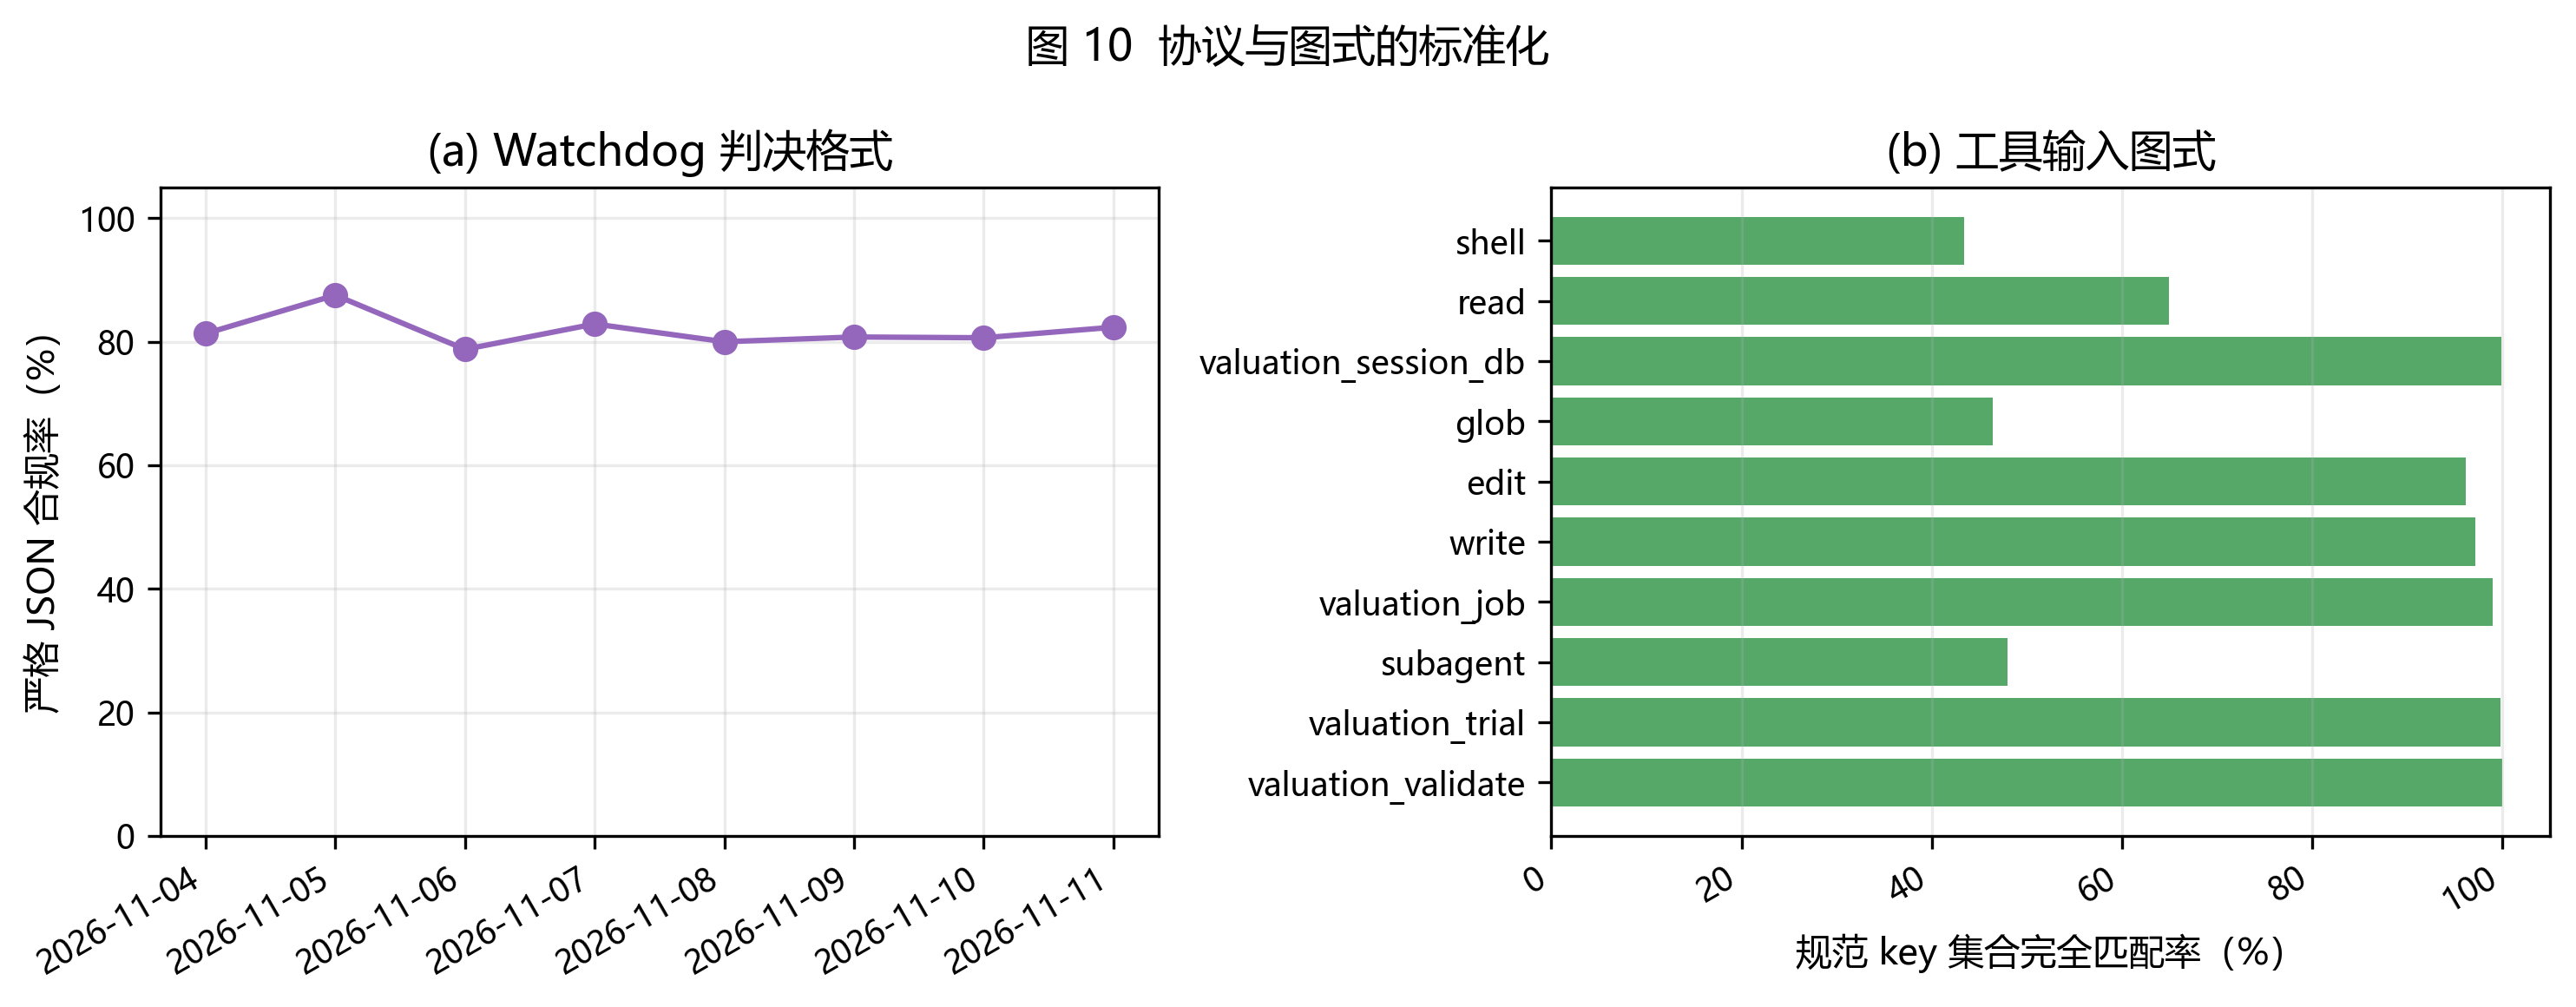 图 10 协议与图式的标准化
(a) Watchdog 判决格式
严格 JSON 合规率（%）
100
80
60
40
20
0
2026-11-04
2026-11-05
2026-11-06
2026-11-07
2026-11-08
2026-11-09
2026-11-10
2026-11-11
(b) 工具输入图式
shell
read
valuation_session_db
glob
edit
write
valuation_job
subagent
valuation_trial
valuation_validate
0
20
40
60
80
100
规范 key 集合完全匹配率（%）